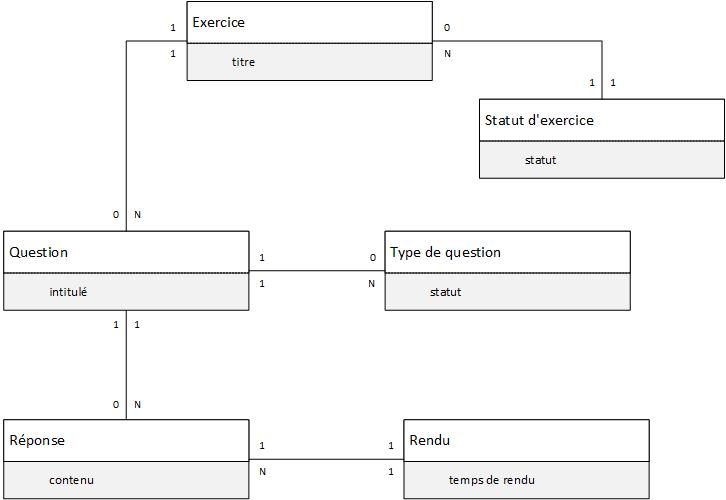 Exercice
titre
1
1
0
N
1 1
Statut d'exercice
statut
0 N
Question
intitulé
1
1
0
N
Type de question
statut
1 1
0 N
Réponse
contenu
1
N
1
1
Rendu
temps de rendu